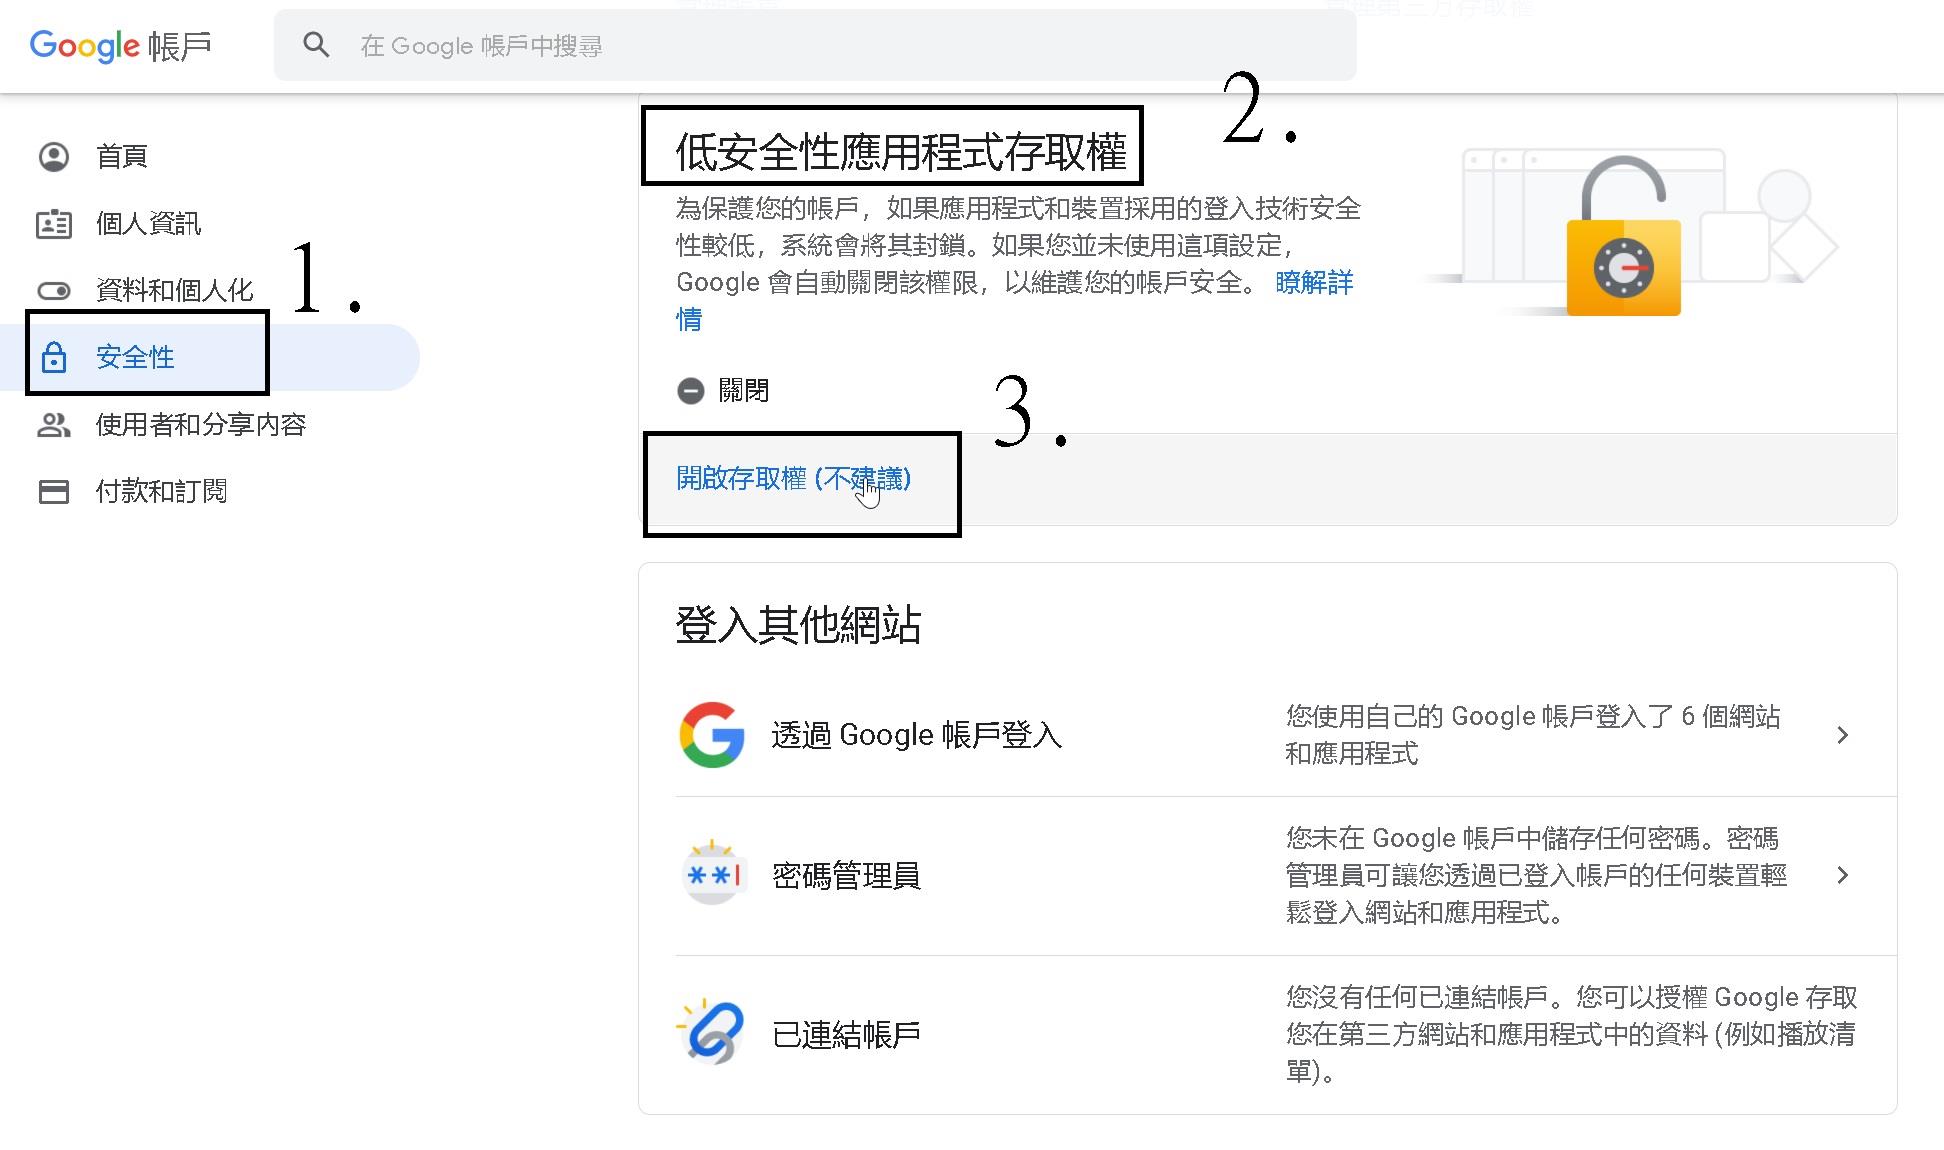 管理第三方存取權
Google 帳戶
在 Google 帳戶中搜尋
首頁
個人資訊
資料和個人化
1.
安全性
使用者和分享內容
付款和訂閱
2.
低安全性應用程式存取權
為保護您的帳戶，如果應用程式和裝置採用的登入技術安全
性較低，系統會將其封鎖。如果您並未使用這項設定，
Google 會自動關閉該權限，以維護您的帳戶安全。 瞭解詳
情
關閉
3.
開啟存取權 (不建議)
登入其他網站
透過 Google 帳戶登入
您使用自己的 Google 帳戶登入了 6 個網站
和應用程式
密碼管理員
您未在 Google 帳戶中儲存任何密碼。密碼
管理員可讓您透過已登入帳戶的任何裝置輕
鬆登入網站和應用程式。
已連結帳戶
您沒有任何已連結帳戶。您可以授權 Google 存取
您在第三方網站和應用程式中的資料 (例如播放清
單)。